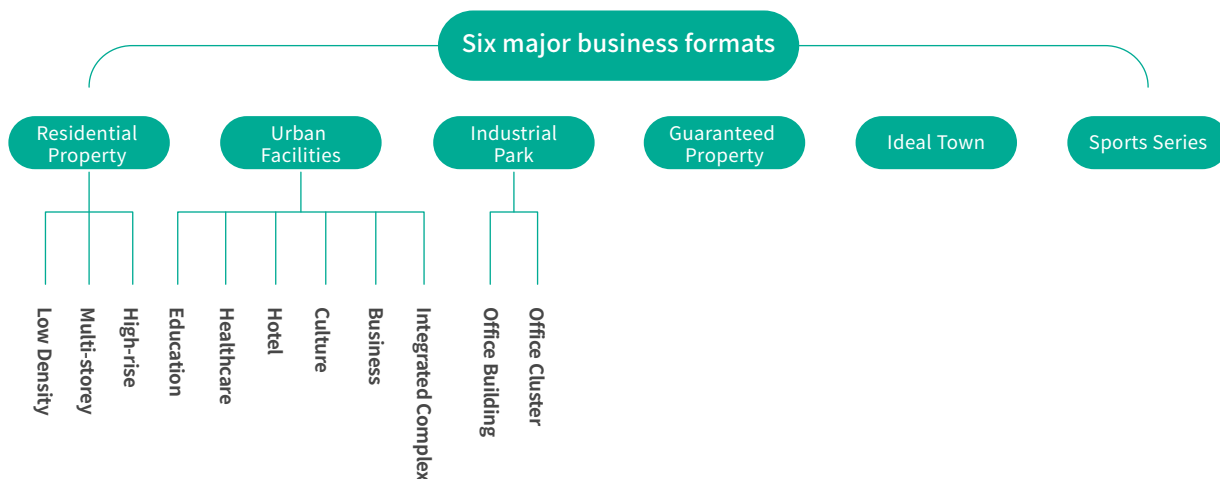 Six major business formats
Residential
Property
Urban
Facilities
Industrial
Park
Guaranteed
Property
Ideal Town
Sports Series
Low Density
Multi-storey
High-rise
Education
Healthcare
Hotel
Culture
Business
Integrated Complex
Office Building
Office Cluster